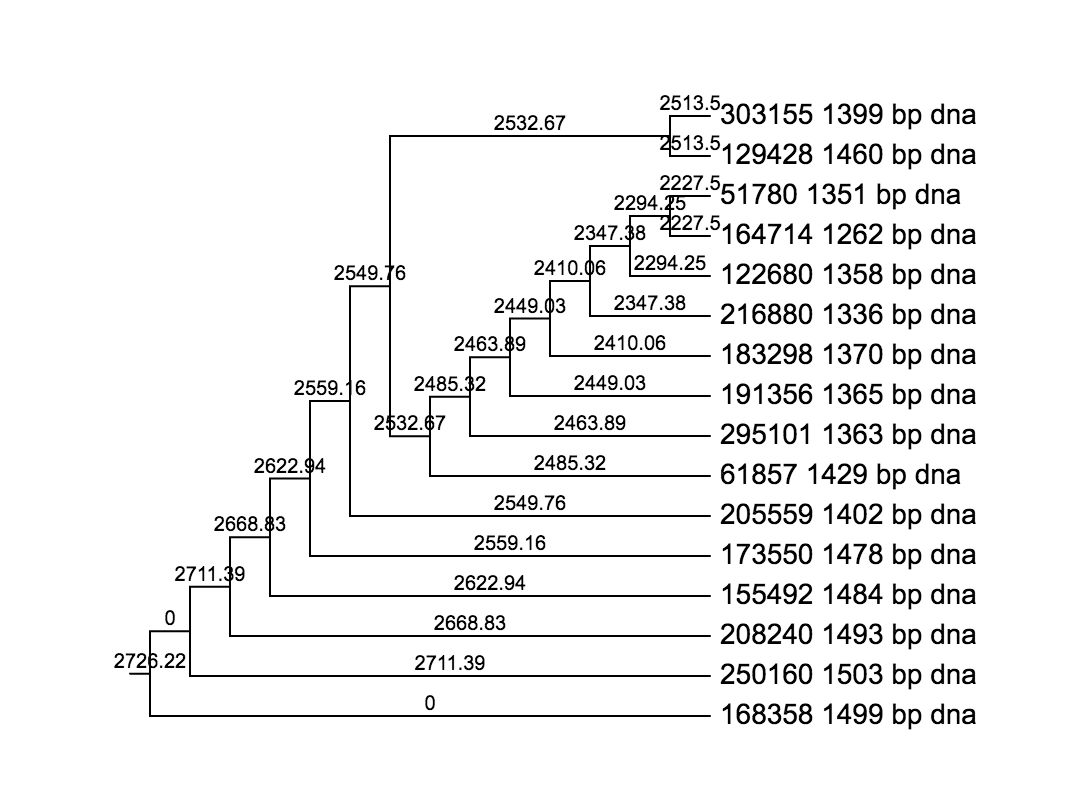 2513.5
303155 1399 bp dna
2532.67
2513.5
129428 1460 bp dna
2227.5
51780 1351 bp dna
2294.25
2227.5
164714 1262 bp dna
2347.38
2294.25
122680 1358 bp dna
2410.06
2549.76
2347.38
216880 1336 bp dna
2449.03
2410.06
183298 1370 bp dna
2463.89
2449.03
191356 1365 bp dna
2485.32
2559.16
2532.67
2463.89
295101 1363 bp dna
2485.32
61857 1429 bp dna
2622.94
2549.76
205559 1402 bp dna
2668.83
2559.16
173550 1478 bp dna
2711.39
2622.94
155492 1484 bp dna
0
2668.83
208240 1493 bp dna
2726.22
2711.39
250160 1503 bp dna
0
168358 1499 bp dna